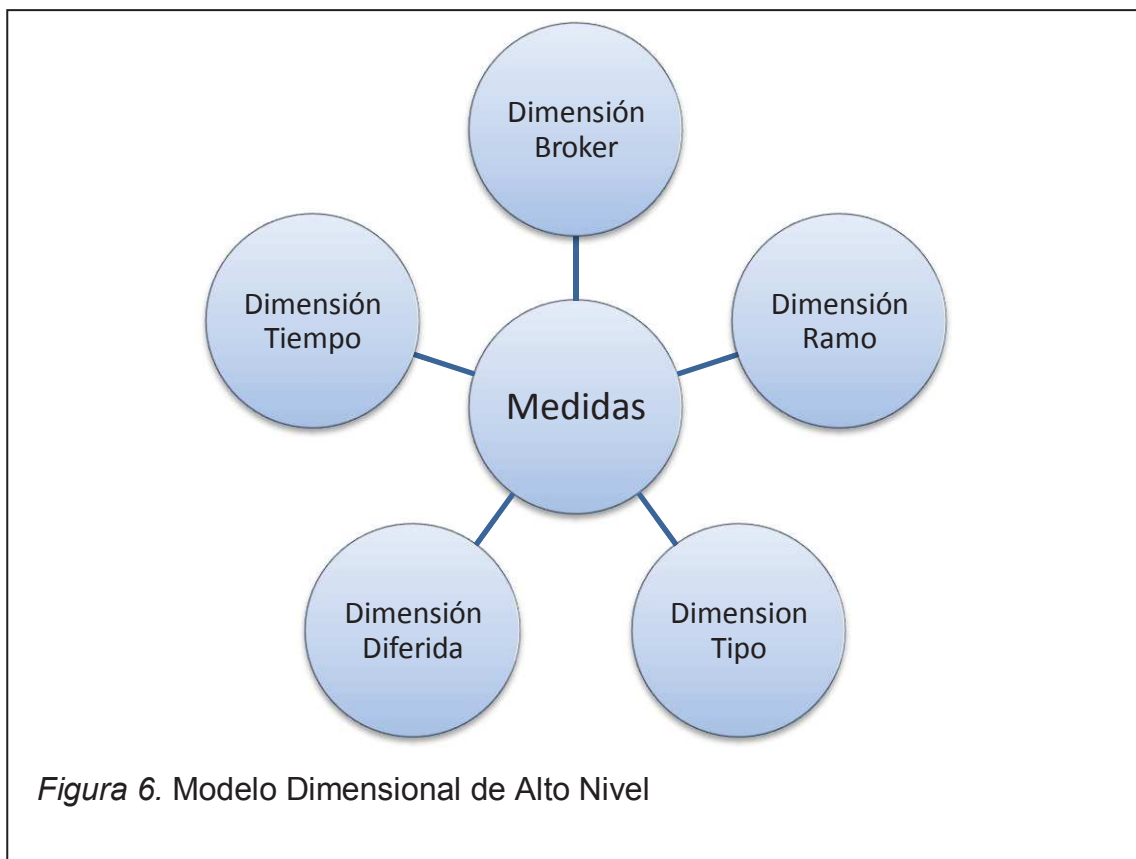 Dimensión
Broker
Dimensión
Tiempo
Dimensión
Ramo
Medidas
Dimensión
Diferida
Dimension
Tipo
Figura 6. Modelo Dimensional de Alto Nivel